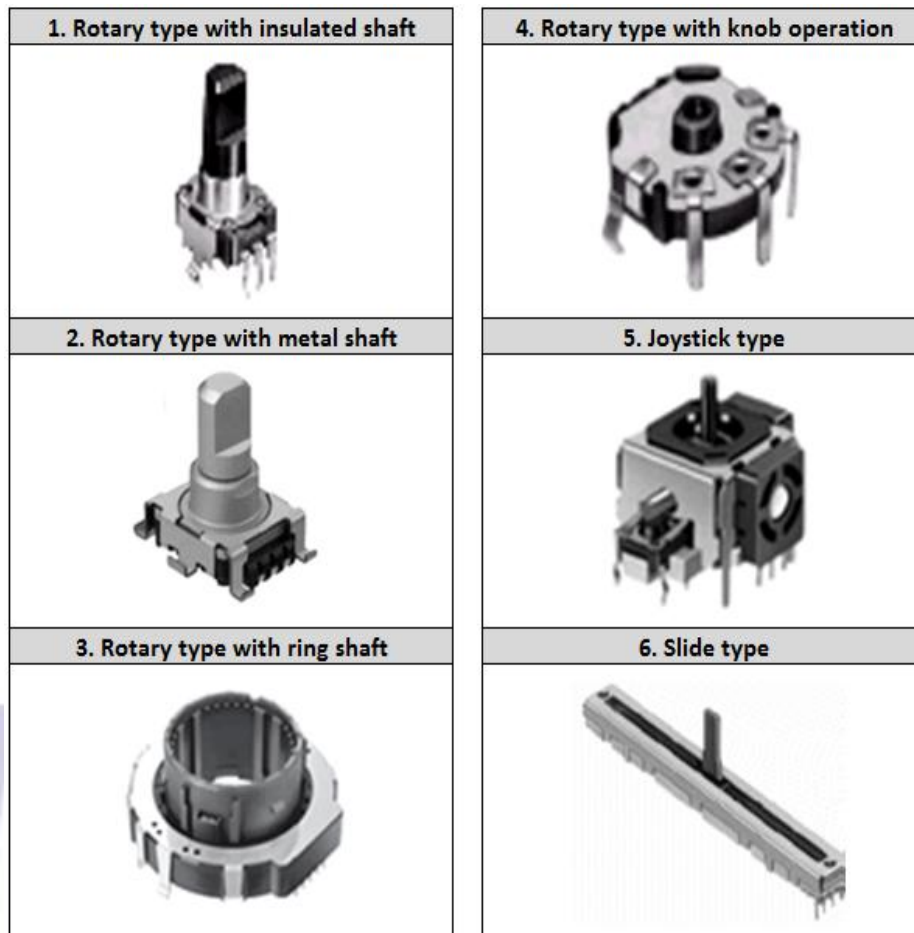 1. Rotary type with insulated shaft
2. Rotary type with metal shaft
3. Rotary type with ring shaft
4. Rotary type with knob operation
5. Joystick type
6. Slide type